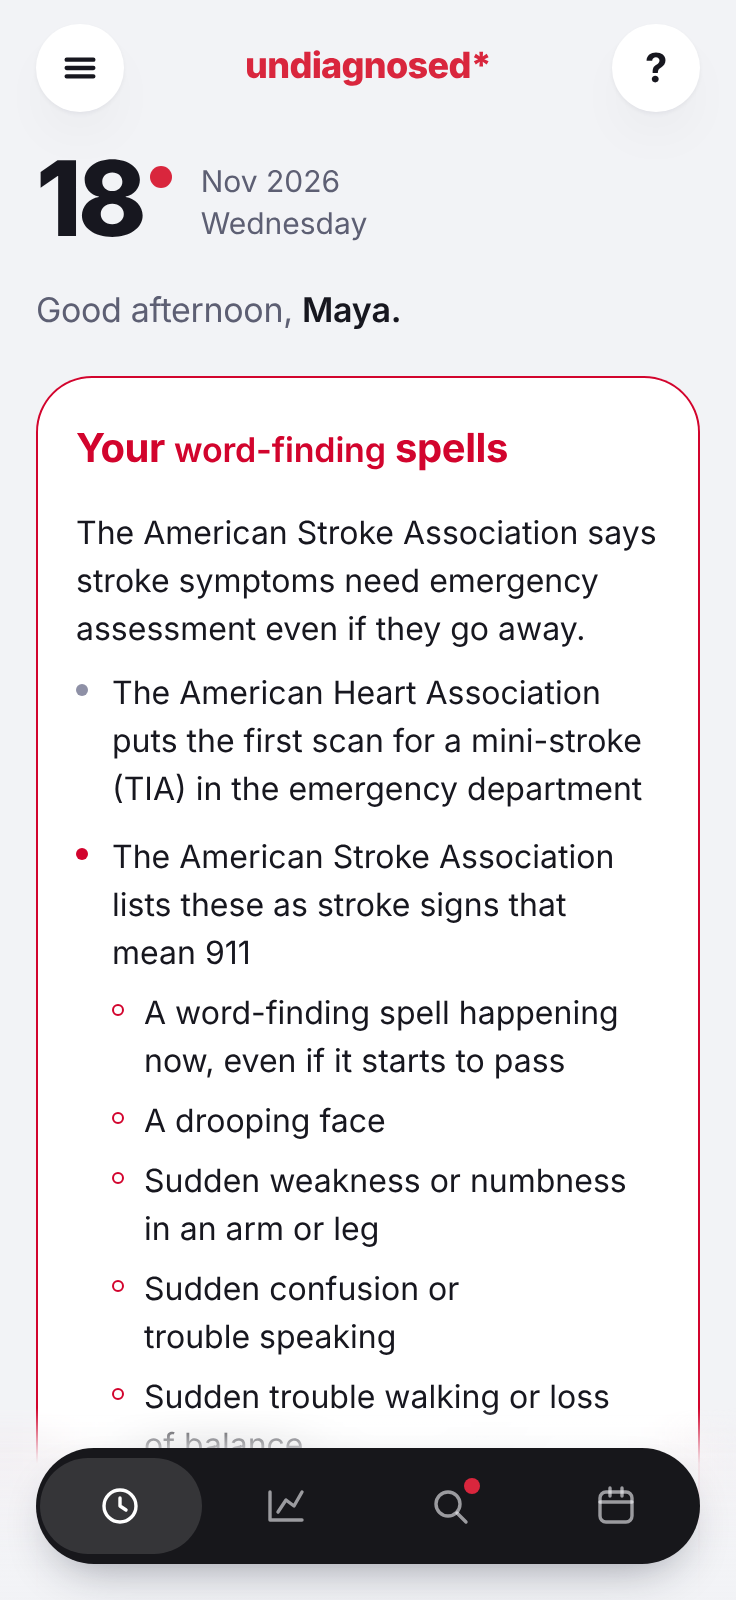 undiagnosed*
?
18
Nov 2026
Wednesday
Good afternoon, Maya.
Your word-finding spells
The American Stroke Association says
stroke symptoms need emergency
assessment even if they go away.
The American Heart Association
puts the first scan for a mini-stroke
(TIA) in the emergency department
The American Stroke Association
lists these as stroke signs that
mean 911
A word-finding spell happening
now, even if it starts to pass
A drooping face
Sudden weakness or numbness
in an arm or leg
Sudden confusion or
trouble speaking
Sudden trouble walking or loss
of balance